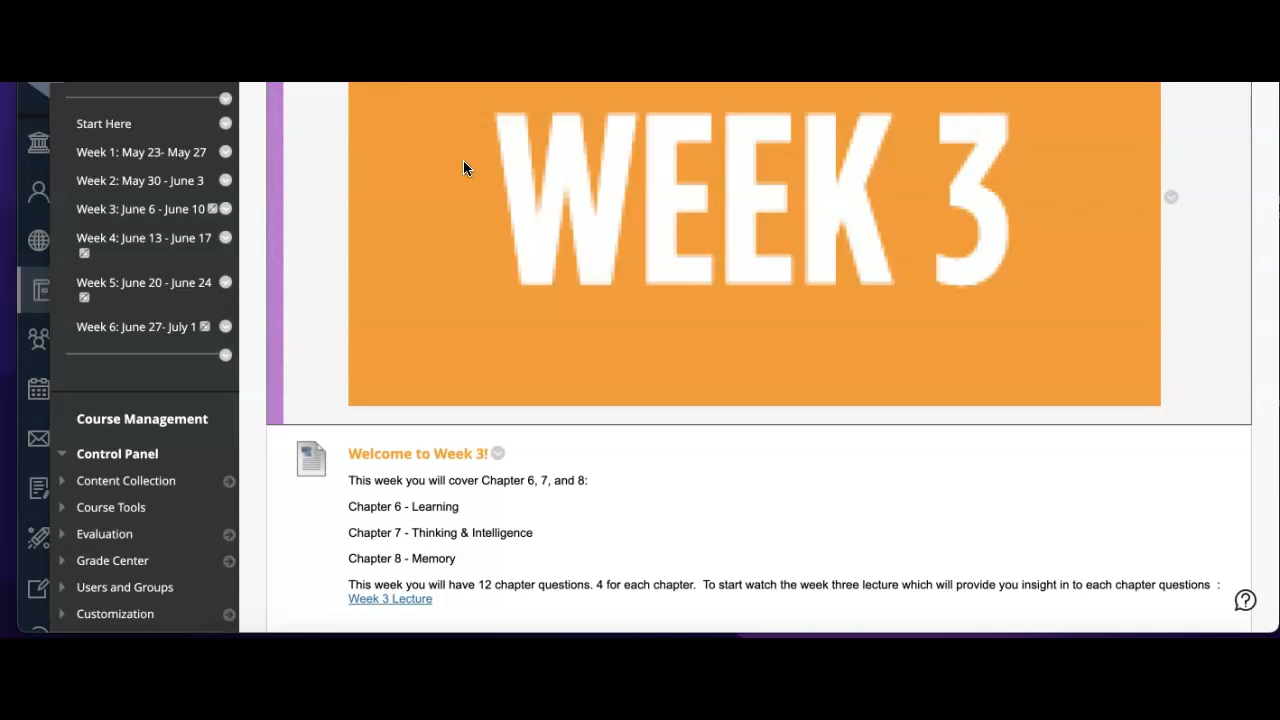 Start Here
Week 1: May 23- May 27
Week 2: May 30 - June 3
Week 3: June 6 - June 10
Week 4: June 13 - June 17
Week 5: June 20 - June 24
Week 6: June 27- July 1
Course Management
Control Panel
Content Collection
Course Tools
Evaluation
Grade Center
Users and Groups
Customization
WEEK 3
Welcome to Week 3!
This week you will cover Chapter 6, 7, and 8:
Chapter 6 - Learning
Chapter 7 - Thinking & Intelligence
Chapter 8 - Memory
This week you will have 12 chapter questions. 4 for each chapter.  To start watch the week three lecture which will provide you insight in to each chapter questions  :
Week 3 Lecture